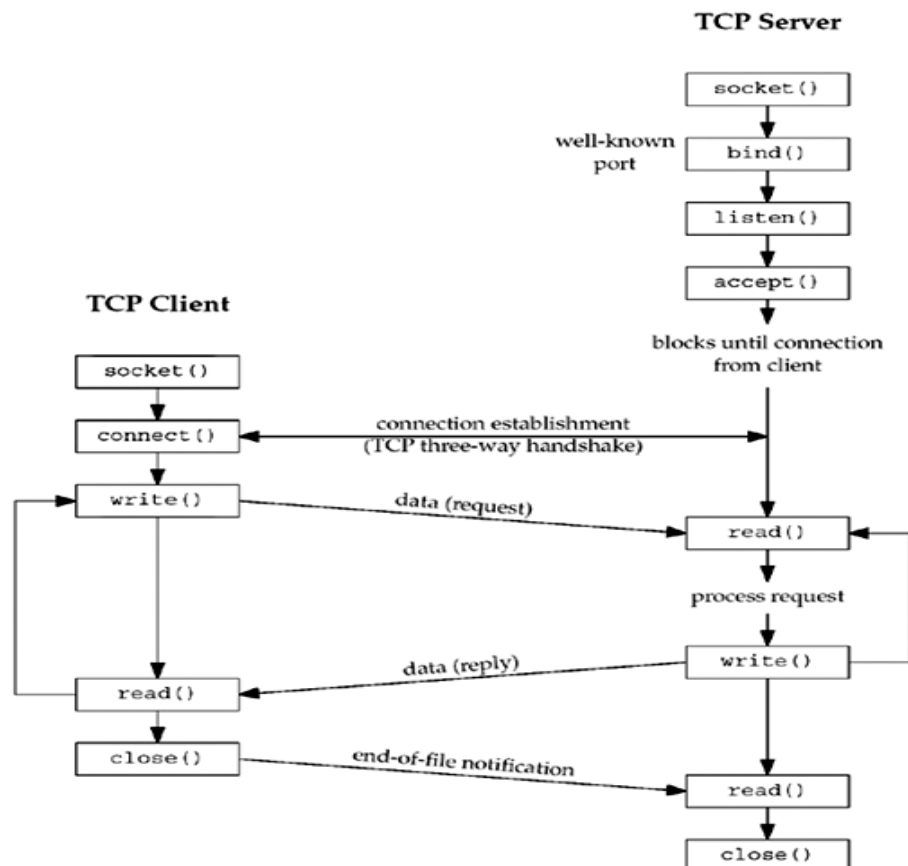 TCP Server
socket()
well-known
port
bind()
listen()
accept()
blocks until connection
from client
TCP Client
socket()
connect()
connection establishment
(TCP three-way handshake)
write()
data (request)
read()
process request
write()
data (reply)
read()
close()
end-of-file notification
read()
close()